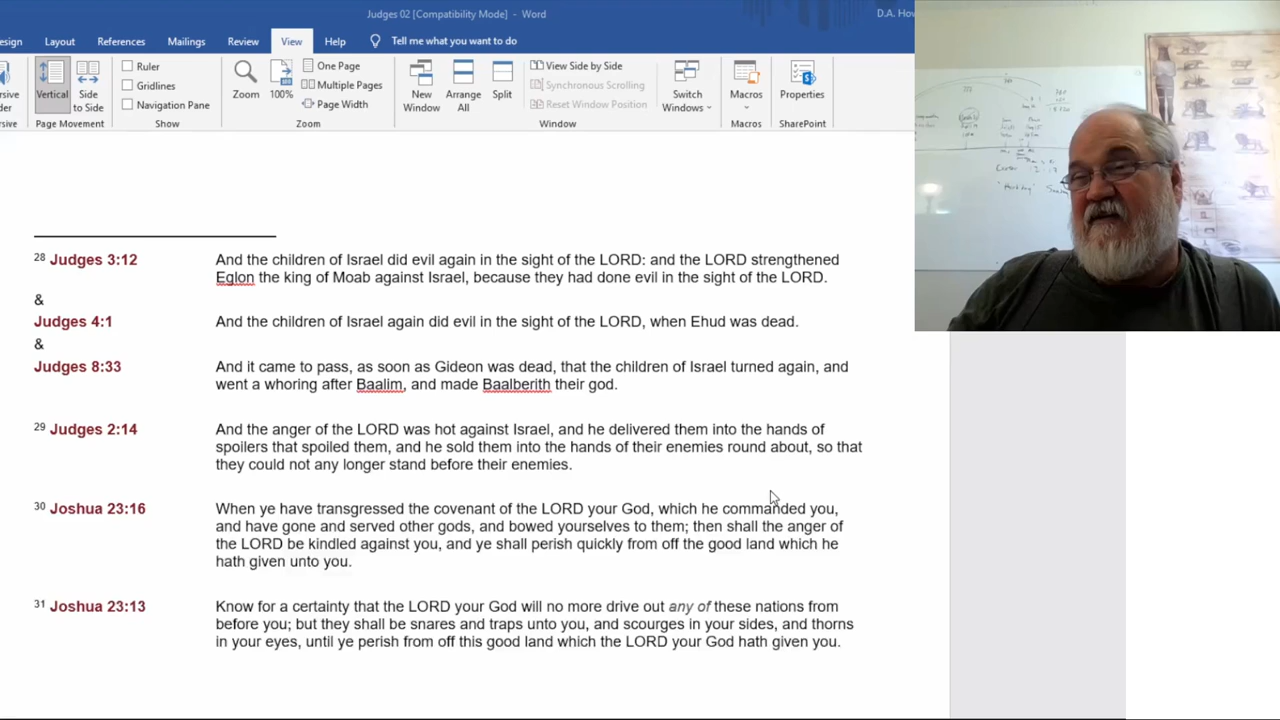 Judges 02 [Compatibility Mode] - Word
D.A. How
esign Layout References Mailings Review View Help Tell me what you want to do
Vertical
Side to Side
Page Movement
Ruler
Gridlines
Navigation Pane
Show
Zoom
100%
One Page
Multiple Pages
Page Width
Zoom
New Window
Arrange All
Split
View Side by Side
Synchronous Scrolling
Reset Window Position
Window
Switch Windows
Macros
Macros
Properties
SharePoint
28 Judges 3:12 And the children of Israel did evil again in the sight of the LORD: and the LORD strengthened
Eglon the king of Moab against Israel, because they had done evil in the sight of the LORD.
&
Judges 4:1 And the children of Israel again did evil in the sight of the LORD, when Ehud was dead.
&
Judges 8:33 And it came to pass, as soon as Gideon was dead, that the children of Israel turned again, and
went a whoring after Baalim, and made Baalberith their god.
29 Judges 2:14 And the anger of the LORD was hot against Israel, and he delivered them into the hands of
spoilers that spoiled them, and he sold them into the hands of their enemies round about, so that
they could not any longer stand before their enemies.
30 Joshua 23:16 When ye have transgressed the covenant of the LORD your God, which he commanded you,
and have gone and served other gods, and bowed yourselves to them; then shall the anger of
the LORD be kindled against you, and ye shall perish quickly from off the good land which he
hath given unto you.
31 Joshua 23:13 Know for a certainty that the LORD your God will no more drive out any of these nations from
before you; but they shall be snares and traps unto you, and scourges in your sides, and thorns
in your eyes, until ye perish from off this good land which the LORD your God hath given you.